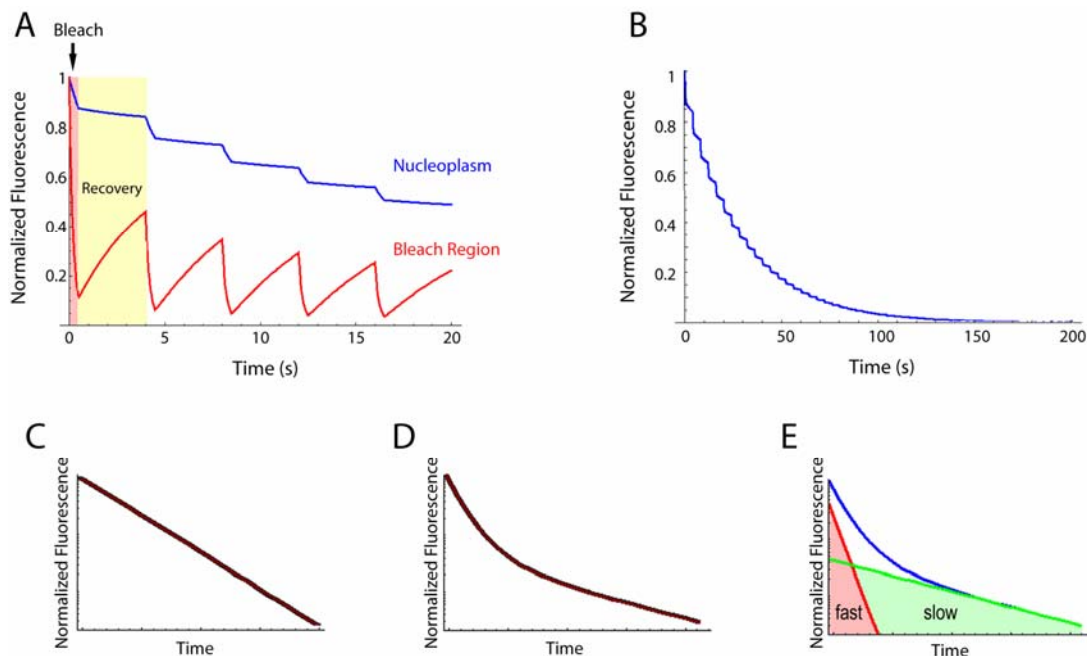 A
Bleach
Normalized Fluorescence
1
0.8
0.6
0.4
0.2
Recovery
Nucleoplasm
Bleach Region
0 5 10 15 20
Time (s)
B
Normalized Fluorescence
1
0.8
0.6
0.4
0.2
0 50 100 150 200
Time (s)
C
Normalized Fluorescence
Time
D
Normalized Fluorescence
Time
E
Normalized Fluorescence
fast
slow
Time